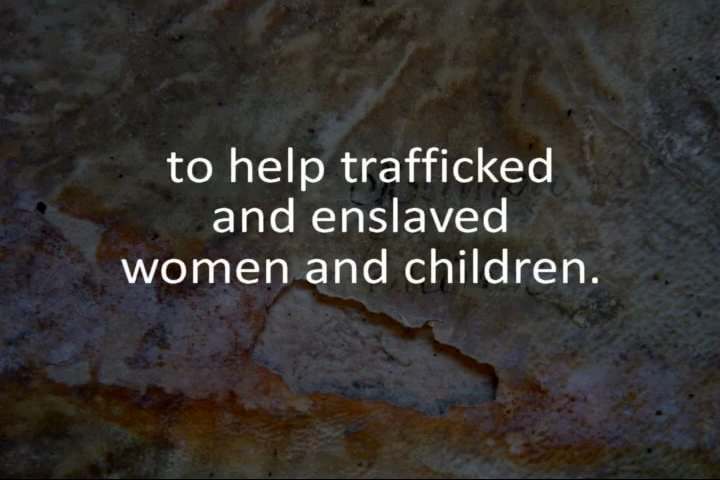 to help trafficked
and enslaved
women and children.